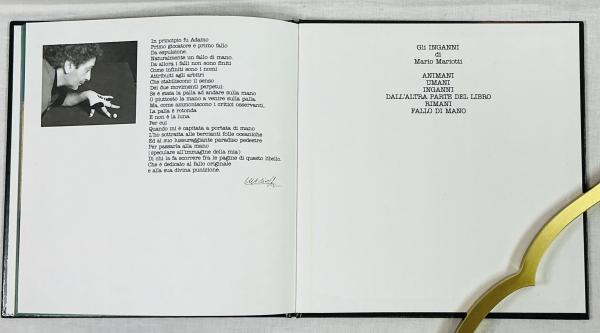 In principio fu Adamo
Primo giocatore e primo fallo
Da espulsione.
Naturalmente un fallo di mano.
Da allora i falli non sono finiti
Come infiniti sono i nomi
Attribuiti agli arbitri
Che stabiliscono il senso
Dei due movimenti perpetui:
Se è stata la palla ad andare sulla mano
O piuttosto la mano a venire sulla palla.
Ma, come ammoniscono i critici osservanti,
La palla è rotonda
E non è la luna.
Per cui
Quando mi è capitata a portata di mano
L'ho sottratta alle bercianti folle oceaniche
Ed al suo lussureggiante paradiso pedestre
Per passarla alla mano
(speculare all'immagine della mia)
Di chi la fa scorrere fra le pagine di questo libello.
Che è dedicato al fallo originale
e alla sua divina punizione.
Gli INGANNI
di
Mario Mariotti
ANIMANI
UMANI
INGANNI
DALL'ALTRA PARTE DEL LIBRO
RIMANI
FALLO DI MANO